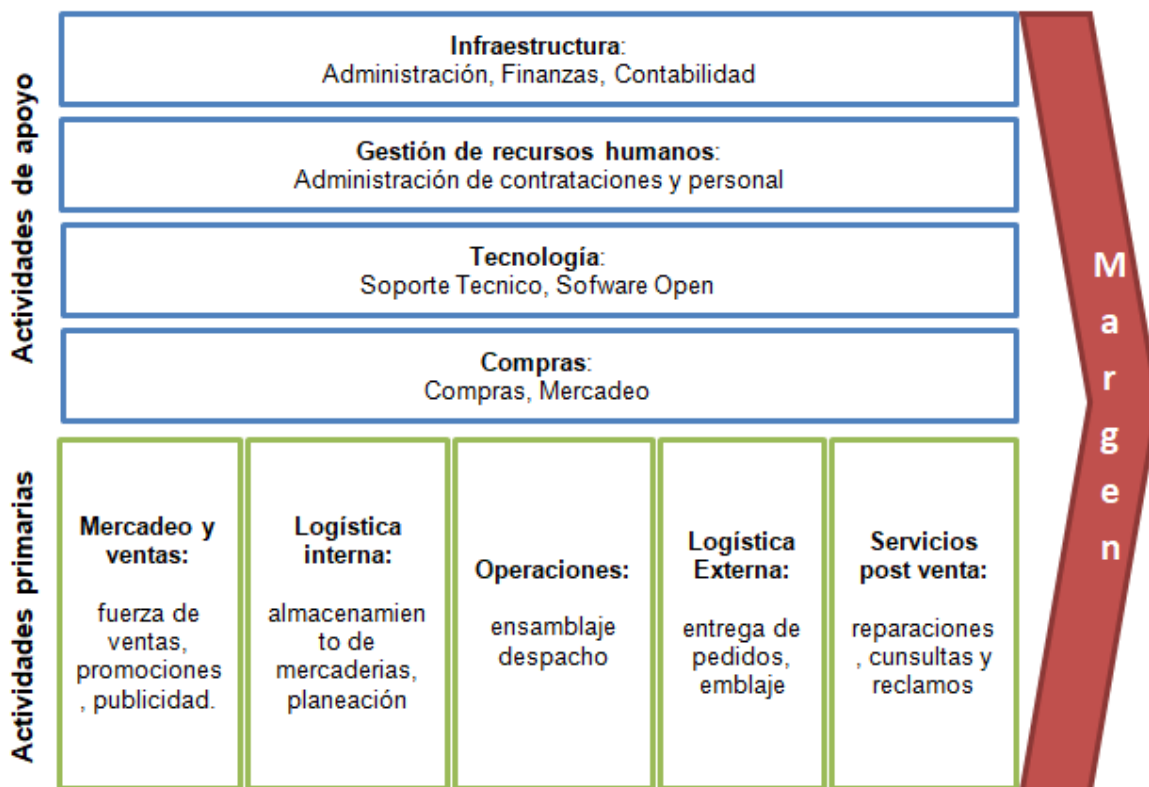 Actividades de apoyo
Infraestructura:
Administración, Finanzas, Contabilidad
Gestión de recursos humanos:
Administración de contrataciones y personal
Tecnología:
Soporte Tecnico, Sofware Open
Compras:
Compras, Mercadeo
Actividades primarias
Mercadeo y
ventas:
fuerza de
ventas,
promociones
, publicidad.
Logística
interna:
almacenamien
to de
mercaderias,
planeación
Operaciones:
ensamblaje
despacho
Logística
Externa:
entrega de
pedidos,
emblaje
Servicios
post venta:
reparaciones
, cunsultas y
reclamos
Margen